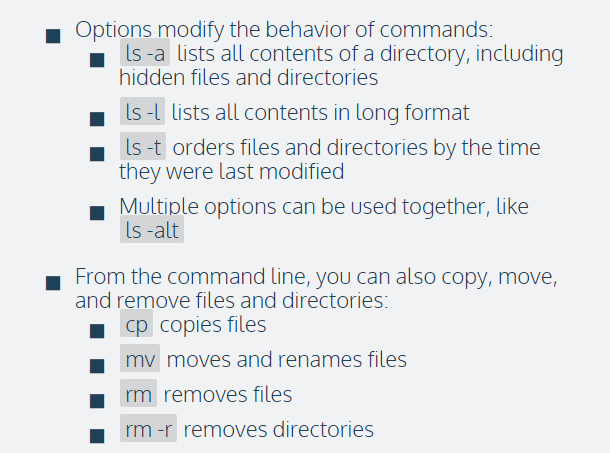 Options modify the behavior of commands:
ls -a lists all contents of a directory, including
hidden files and directories
ls -l lists all contents in long format
ls -t orders files and directories by the time
they were last modified
Multiple options can be used together, like
ls -alt
From the command line, you can also copy, move,
and remove files and directories:
cp copies files
mv moves and renames files
rm removes files
rm -r removes directories